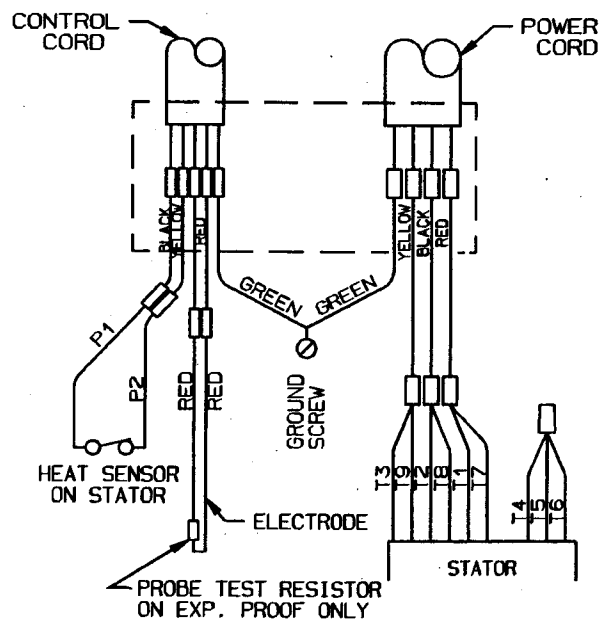 CONTROL
CORD
POWER
CORD
BLACK
YELLOW
RED
YELLOW
BLACK
RED
GREEN
GREEN
P1
P2
RED
RED
GROUND
SCREW
HEAT SENSOR
ON STATOR
T3
T9
T2
T8
T1
T7
T4
T5
T6
ELECTRODE
STATOR
PROBE TEST RESISTOR
ON EXP. PROOF ONLY